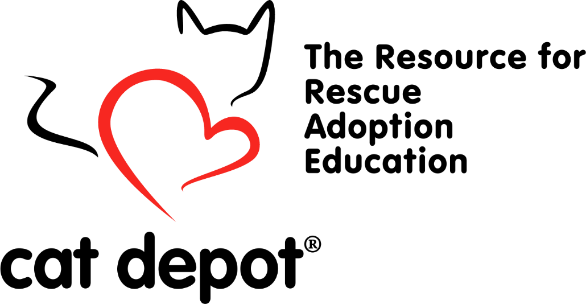 The Resource for
Rescue
Adoption
Education
cat depot®